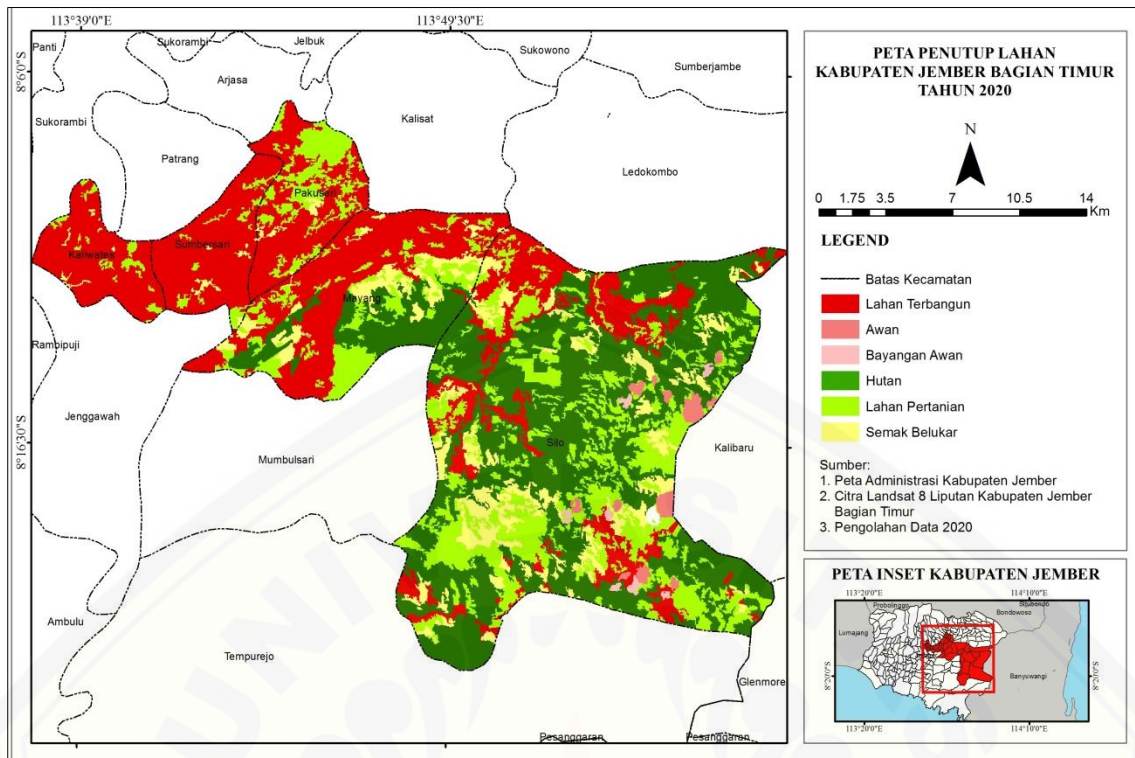 113°39'0"E
113°49'30"E
8°6'0"S
8°16'30"S
Panti
Sukorambi
Jelbuk
Sukowono
Sumberjambe
Arjasa
Sukorambi
Kalisat
Patrang
Ledokombo
Pakusari
Sumbersari
Kaliwates
Mayang
Rambipuji
Jenggawah
Silo
Mumbulsari
Kalibaru
Ambulu
Tempurejo
Glenmore
Pesanggaran
Pesanggaran
UNIVERSITAS
PETA PENUTUP LAHAN
KABUPATEN JEMBER BAGIAN TIMUR
TAHUN 2020
N
0 1.75 3.5 7 10.5 14
Km
LEGEND
Batas Kecamatan
Lahan Terbangun
Awan
Bayangan Awan
Hutan
Lahan Pertanian
Semak Belukar
Sumber:
1. Peta Administrasi Kabupaten Jember
2. Citra Landsat 8 Liputan Kabupaten Jember
Bagian Timur
3. Pengolahan Data 2020
PETA INSET KABUPATEN JEMBER
113°20'0"E
114°10'0"E
Probolinggo
Situbondo
Bondowoso
Lumajang
Banyuwangi
8°20'0"S
8°20'0"S
113°20'0"E
114°10'0"E